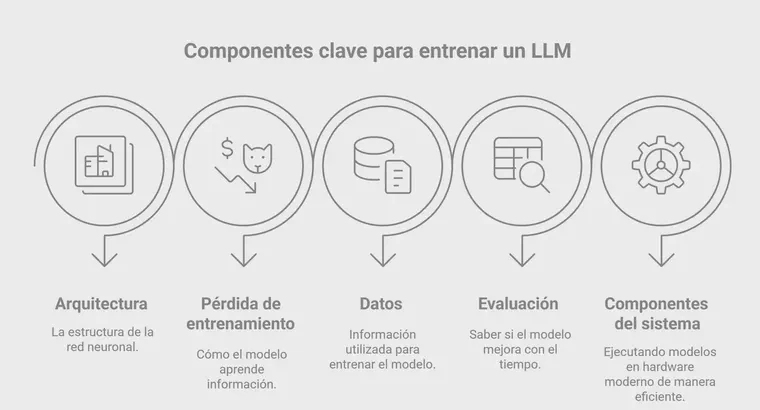 Componentes clave para entrenar un LLM
$
Arquitectura
La estructura de la
red neuronal.
Pérdida de
entrenamiento
Cómo el modelo
aprende
información.
Datos
Información
utilizada para
entrenar el modelo.
Evaluación
Saber si el modelo
mejora con el
tiempo.
Componentes
del sistema
Ejecutando modelos
en hardware
moderno de manera
eficiente.